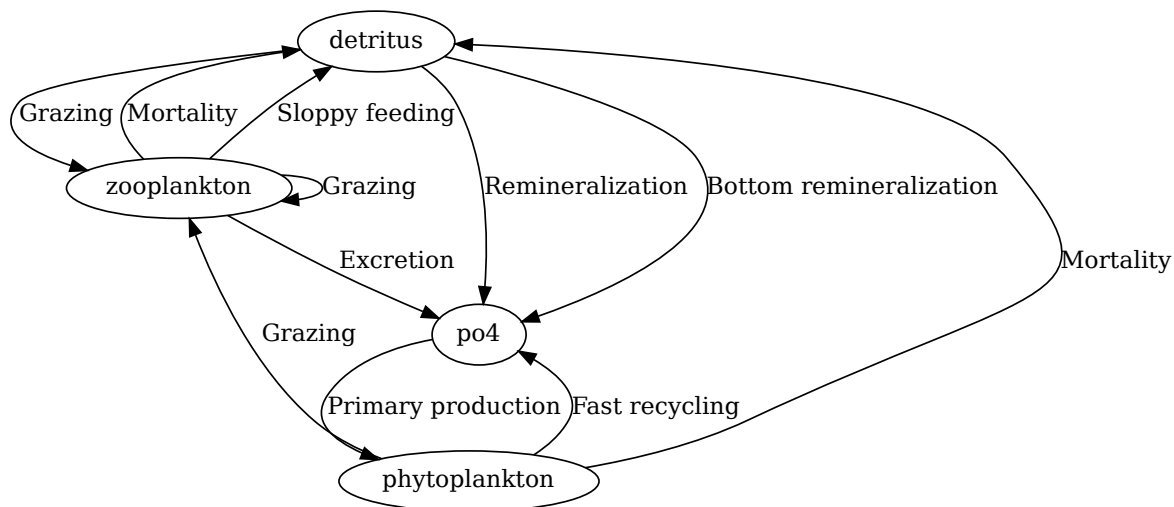 detritus
Grazing
Mortality
Sloppy feeding
zooplankton
Grazing
Remineralization
Bottom remineralization
Excretion
Mortality
Grazing
po4
Primary production
Fast recycling
phytoplankton